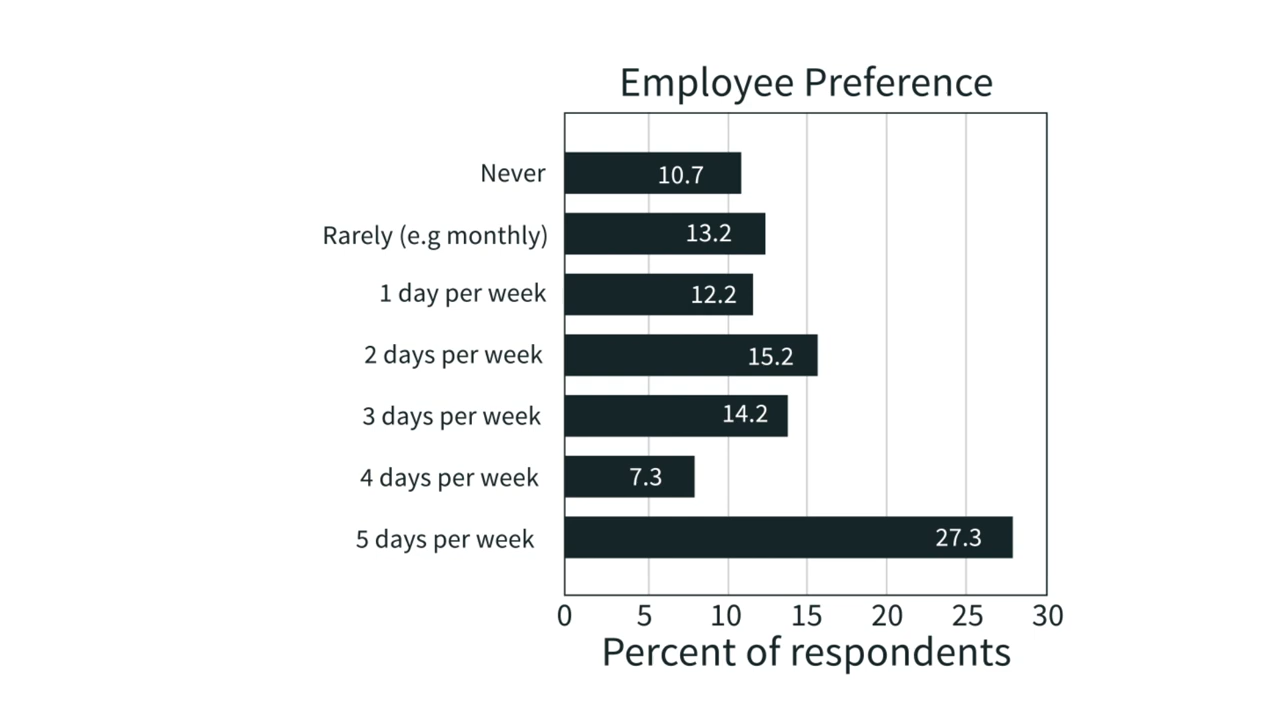 Employee Preference
Never 10.7
Rarely (e.g monthly) 13.2
1 day per week 12.2
2 days per week 15.2
3 days per week 14.2
4 days per week 7.3
5 days per week 27.3
0 5 10 15 20 25 30
Percent of respondents